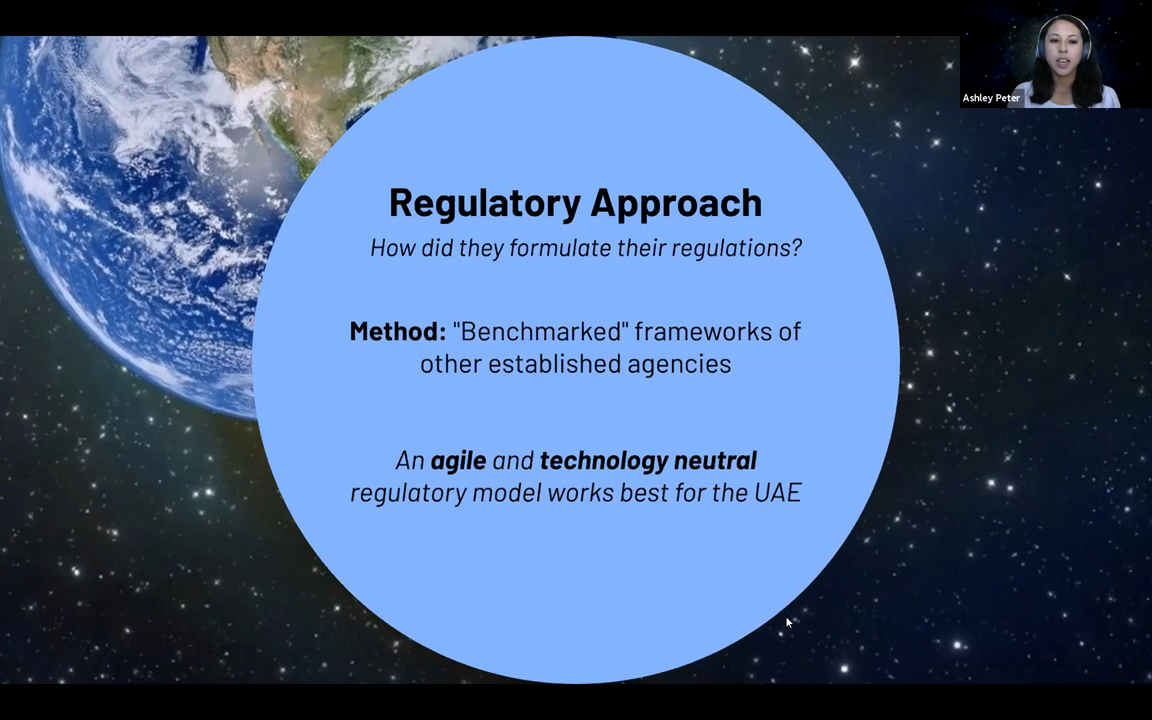 Ashley Peter
Regulatory Approach
How did they formulate their regulations?
Method: "Benchmarked" frameworks of
other established agencies
An agile and technology neutral
regulatory model works best for the UAE